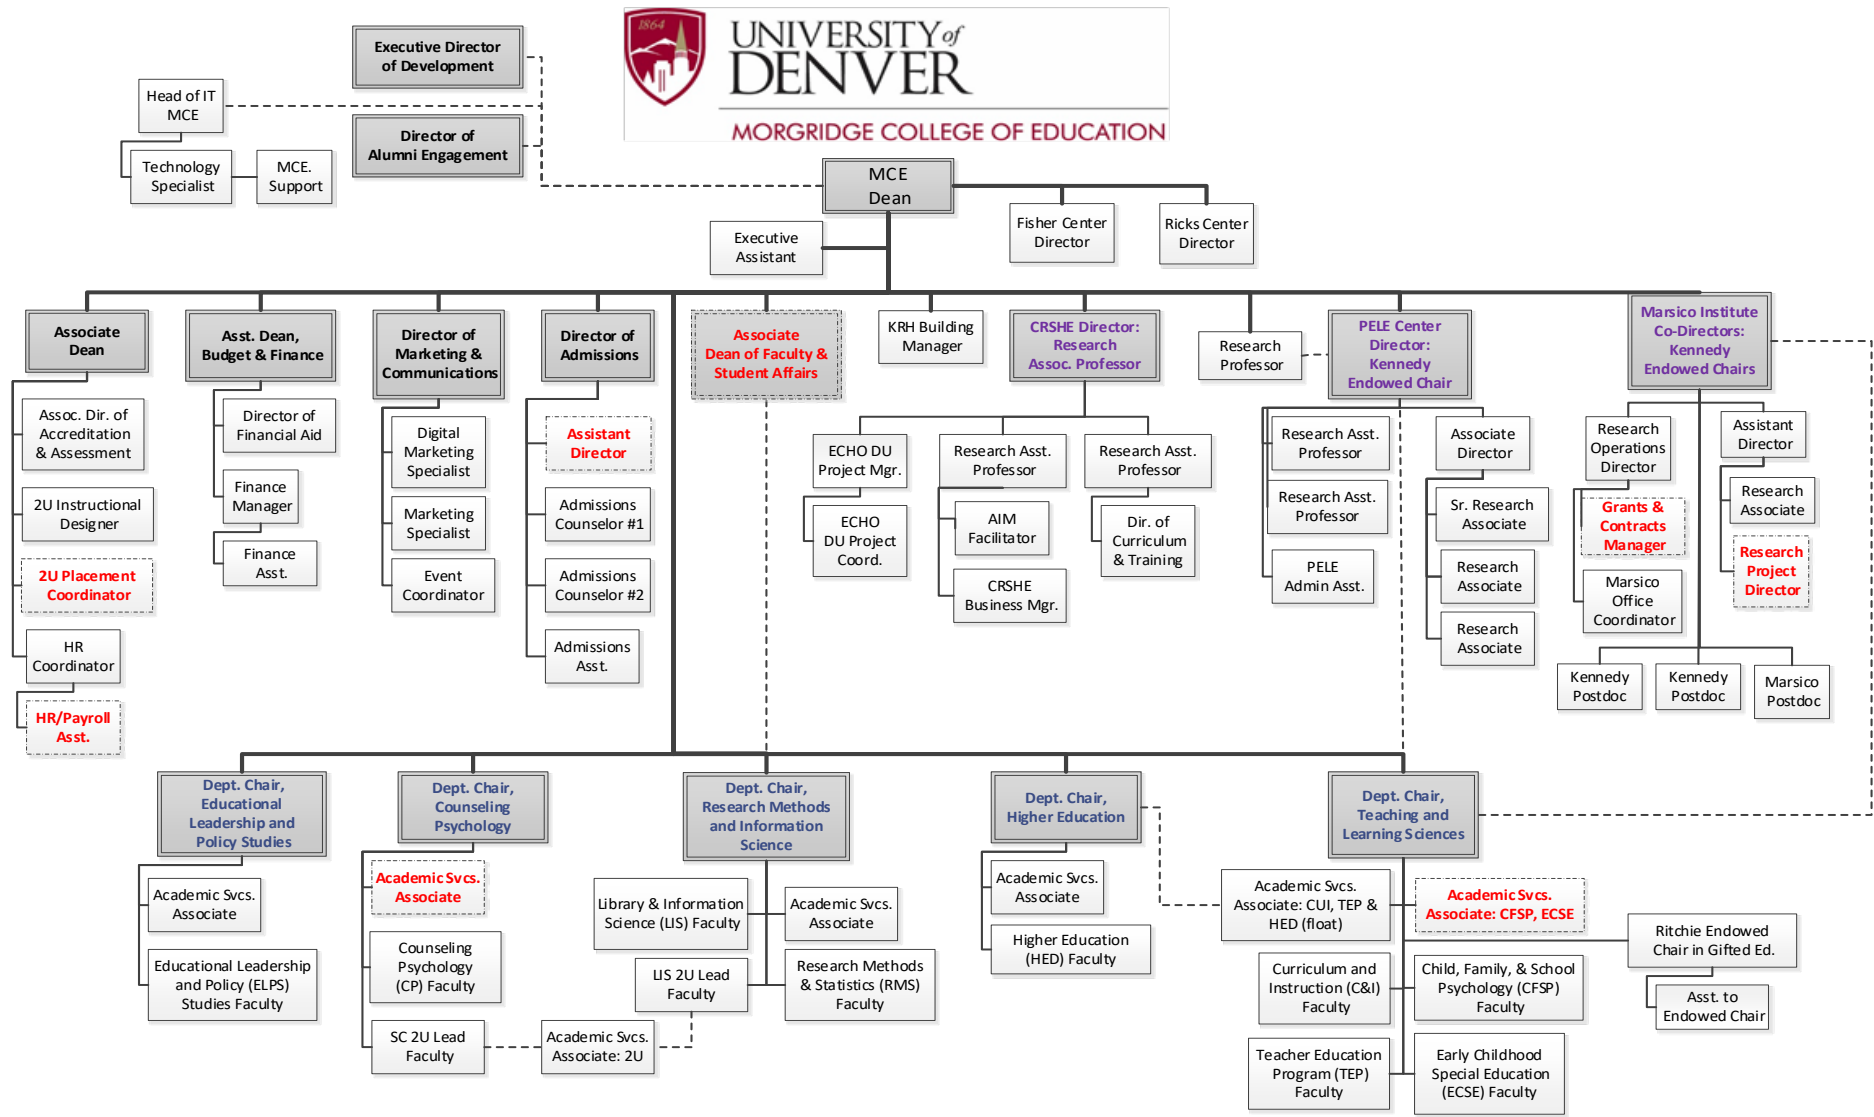 1864
UNIVERSITY of
DENVER
MORGRIDGE COLLEGE OF EDUCATION
Executive Director
of Development
Head of IT
MCE
Director of
Alumni Engagement
Technology
Specialist
MCE.
Support
MCE
Dean
Executive
Assistant
Fisher Center
Director
Ricks Center
Director
Associate
Dean
Asst. Dean,
Budget & Finance
Director of
Marketing &
Communications
Director of
Admissions
Associate
Dean of Faculty &
Student Affairs
KRH Building
Manager
CRSHE Director:
Research
Assoc. Professor
Research
Professor
PELE Center
Director:
Kennedy
Endowed Chair
Marsico Institute
Co-Directors:
Kennedy
Endowed Chairs
Assoc. Dir. of
Accreditation
& Assessment
2U Instructional
Designer
2U Placement
Coordinator
HR
Coordinator
HR/Payroll
Asst.
Director of
Financial Aid
Finance
Manager
Finance
Asst.
Digital
Marketing
Specialist
Marketing
Specialist
Event
Coordinator
Assistant
Director
Admissions
Counselor #1
Admissions
Counselor #2
Admissions
Asst.
ECHO DU
Project Mgr.
ECHO
DU Project
Coord.
Research Asst.
Professor
AIM
Facilitator
CRSHE
Business Mgr.
Research Asst.
Professor
Dir. of
Curriculum
& Training
Research Asst.
Professor
Research Asst.
Professor
PELE
Admin Asst.
Associate
Director
Sr. Research
Associate
Research
Associate
Research
Associate
Research
Operations
Director
Grants &
Contracts
Manager
Marsico
Office
Coordinator
Assistant
Director
Research
Associate
Research
Project
Director
Kennedy
Postdoc
Kennedy
Postdoc
Marsico
Postdoc
Dept. Chair,
Educational
Leadership and
Policy Studies
Dept. Chair,
Counseling
Psychology
Dept. Chair,
Research Methods
and Information
Science
Dept. Chair,
Higher Education
Dept. Chair,
Teaching and
Learning Sciences
Academic Svcs.
Associate
Educational Leadership
and Policy (ELPS)
Studies Faculty
Academic Svcs.
Associate
Counseling
Psychology
(CP) Faculty
SC 2U Lead
Faculty
Academic Svcs.
Associate: 2U
Library & Information
Science (LIS) Faculty
LIS 2U Lead
Faculty
Academic Svcs.
Associate
Research Methods
& Statistics (RMS)
Faculty
Academic Svcs.
Associate
Higher Education
(HED) Faculty
Academic Svcs.
Associate: CUI, TEP &
HED (float)
Academic Svcs.
Associate: CFSP, ECSE
Ritchie Endowed
Chair in Gifted Ed.
Asst. to
Endowed Chair
Curriculum and
Instruction (C&I)
Faculty
Child, Family, & School
Psychology (CFSP)
Faculty
Teacher Education
Program (TEP)
Faculty
Early Childhood
Special Education
(ECSE) Faculty